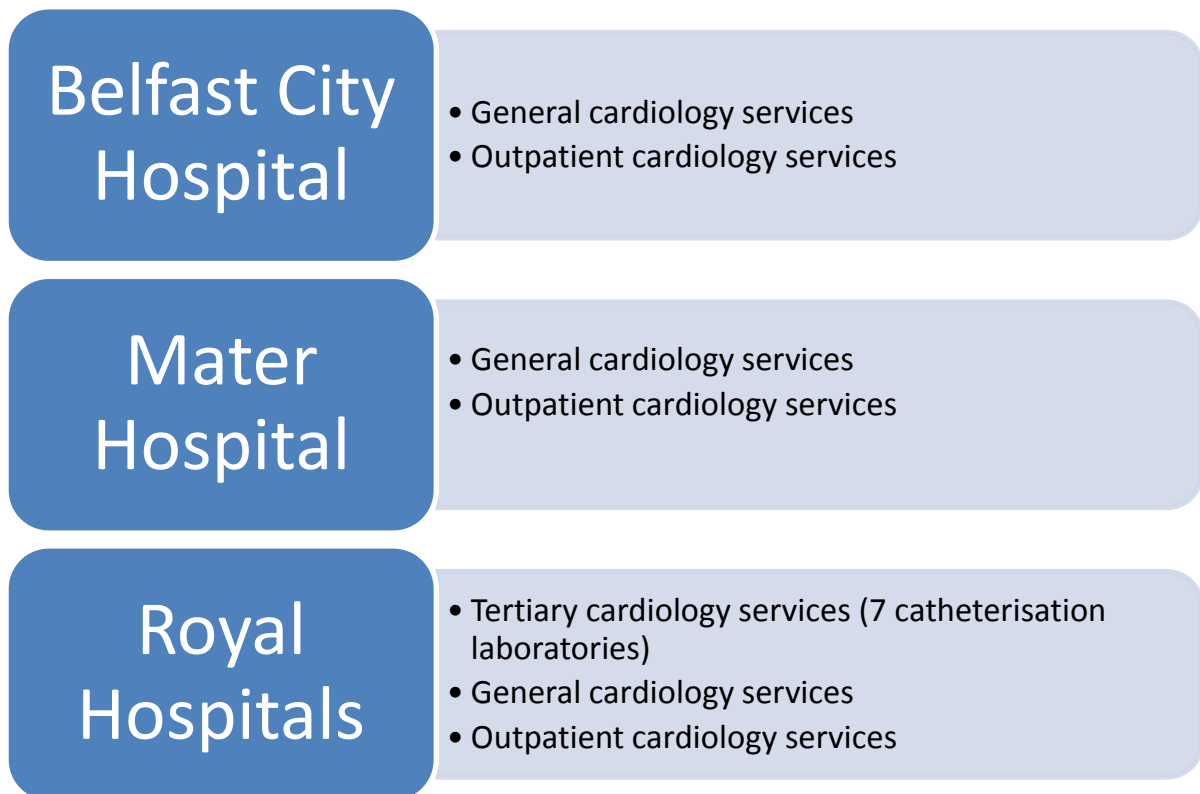 Belfast City
Hospital
• General cardiology services
• Outpatient cardiology services
Mater
Hospital
• General cardiology services
• Outpatient cardiology services
Royal
Hospitals
• Tertiary cardiology services (7 catheterisation
laboratories)
• General cardiology services
• Outpatient cardiology services